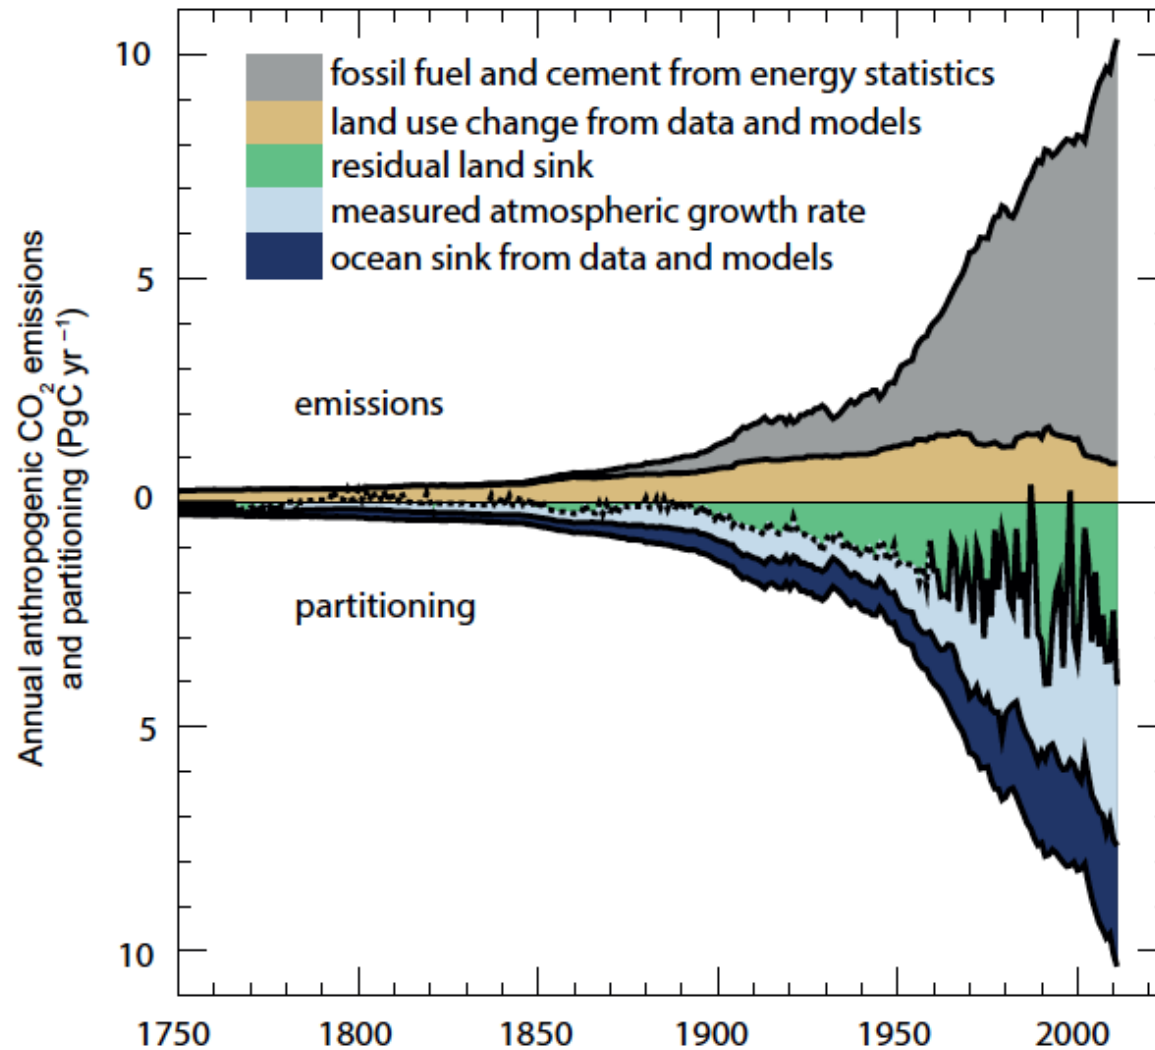 10
fossil fuel and cement from energy statistics
land use change from data and models
residual land sink
measured atmospheric growth rate
ocean sink from data and models
5
Annual anthropogenic CO₂ emissions
and partitioning (PgC yr⁻¹)
emissions
0
partitioning
5
10
1750 1800 1850 1900 1950 2000